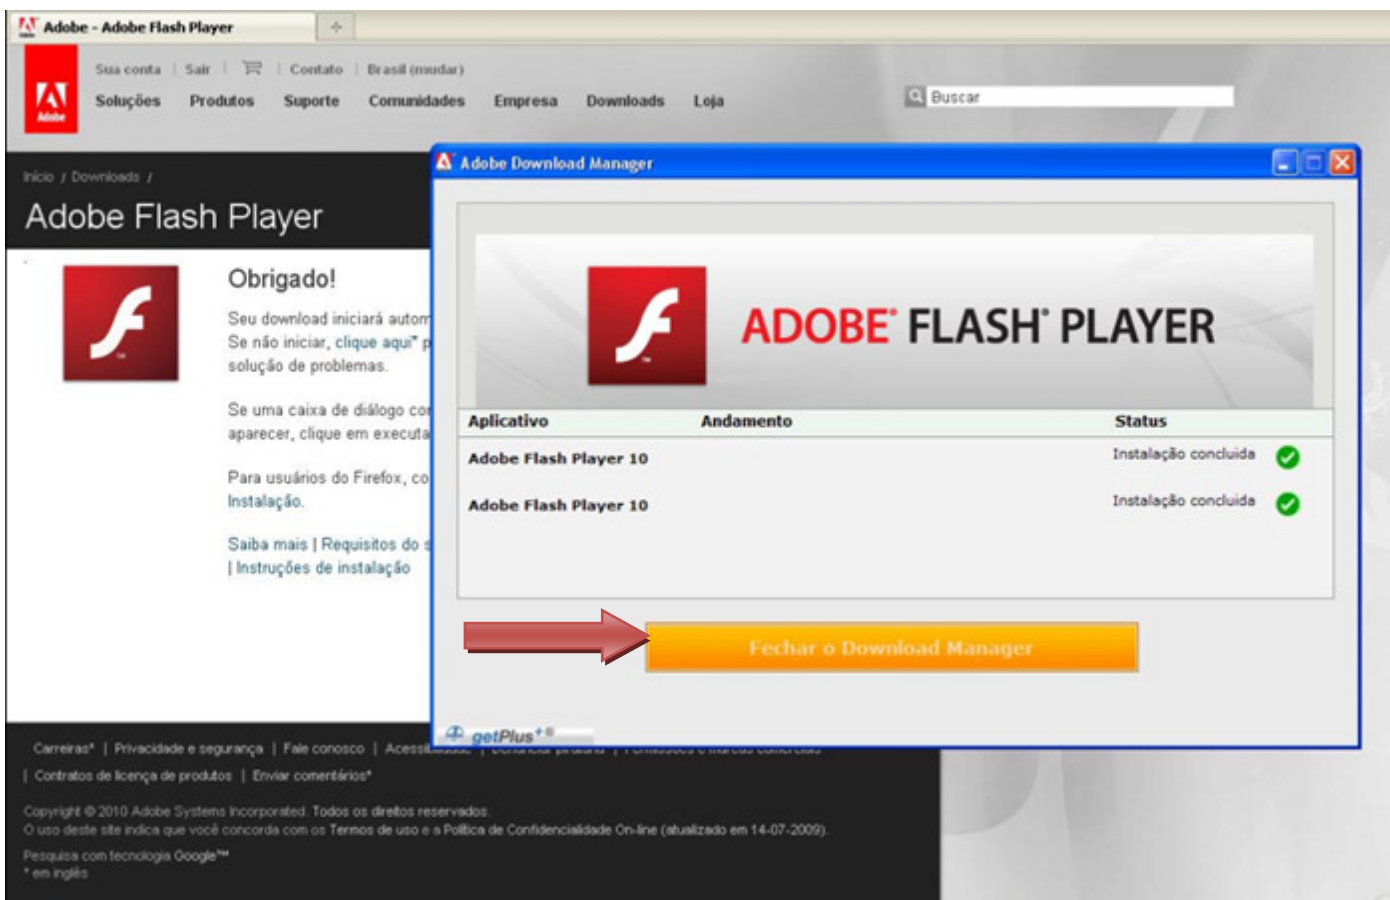 Adobe - Adobe Flash Player
Sua conta | Sair | | Contato | Brasil (mudar)
Adobe
Soluções Produtos Suporte Comunidades Empresa Downloads Loja
Buscar
Início / Downloads /
Adobe Flash Player
Obrigado!
Seu download iniciará autom
Se não iniciar, clique aqui* p
solução de problemas.
Se uma caixa de diálogo co
aparecer, clique em executa
Para usuários do Firefox, co
Instalação.
Saiba mais | Requisitos do s
| Instruções de instalação
Adobe Download Manager
ADOBE® FLASH® PLAYER
Aplicativo Andamento Status
Adobe Flash Player 10 Instalação concluida
Adobe Flash Player 10 Instalação concluida
Fechar o Download Manager
getPlus+®
Carreiras* | Privacidade e segurança | Fale conosco |
| Contratos de licença de produtos | Enviar comentários*
Copyright © 2010 Adobe Systems Incorporated. Todos os direitos reservados.
O uso deste site indica que você concorda com os Termos de uso e a Política de Confidencialidade On-line (atualizado em 14-07-2009).
Pesquisa com tecnologia Google™
* em inglês